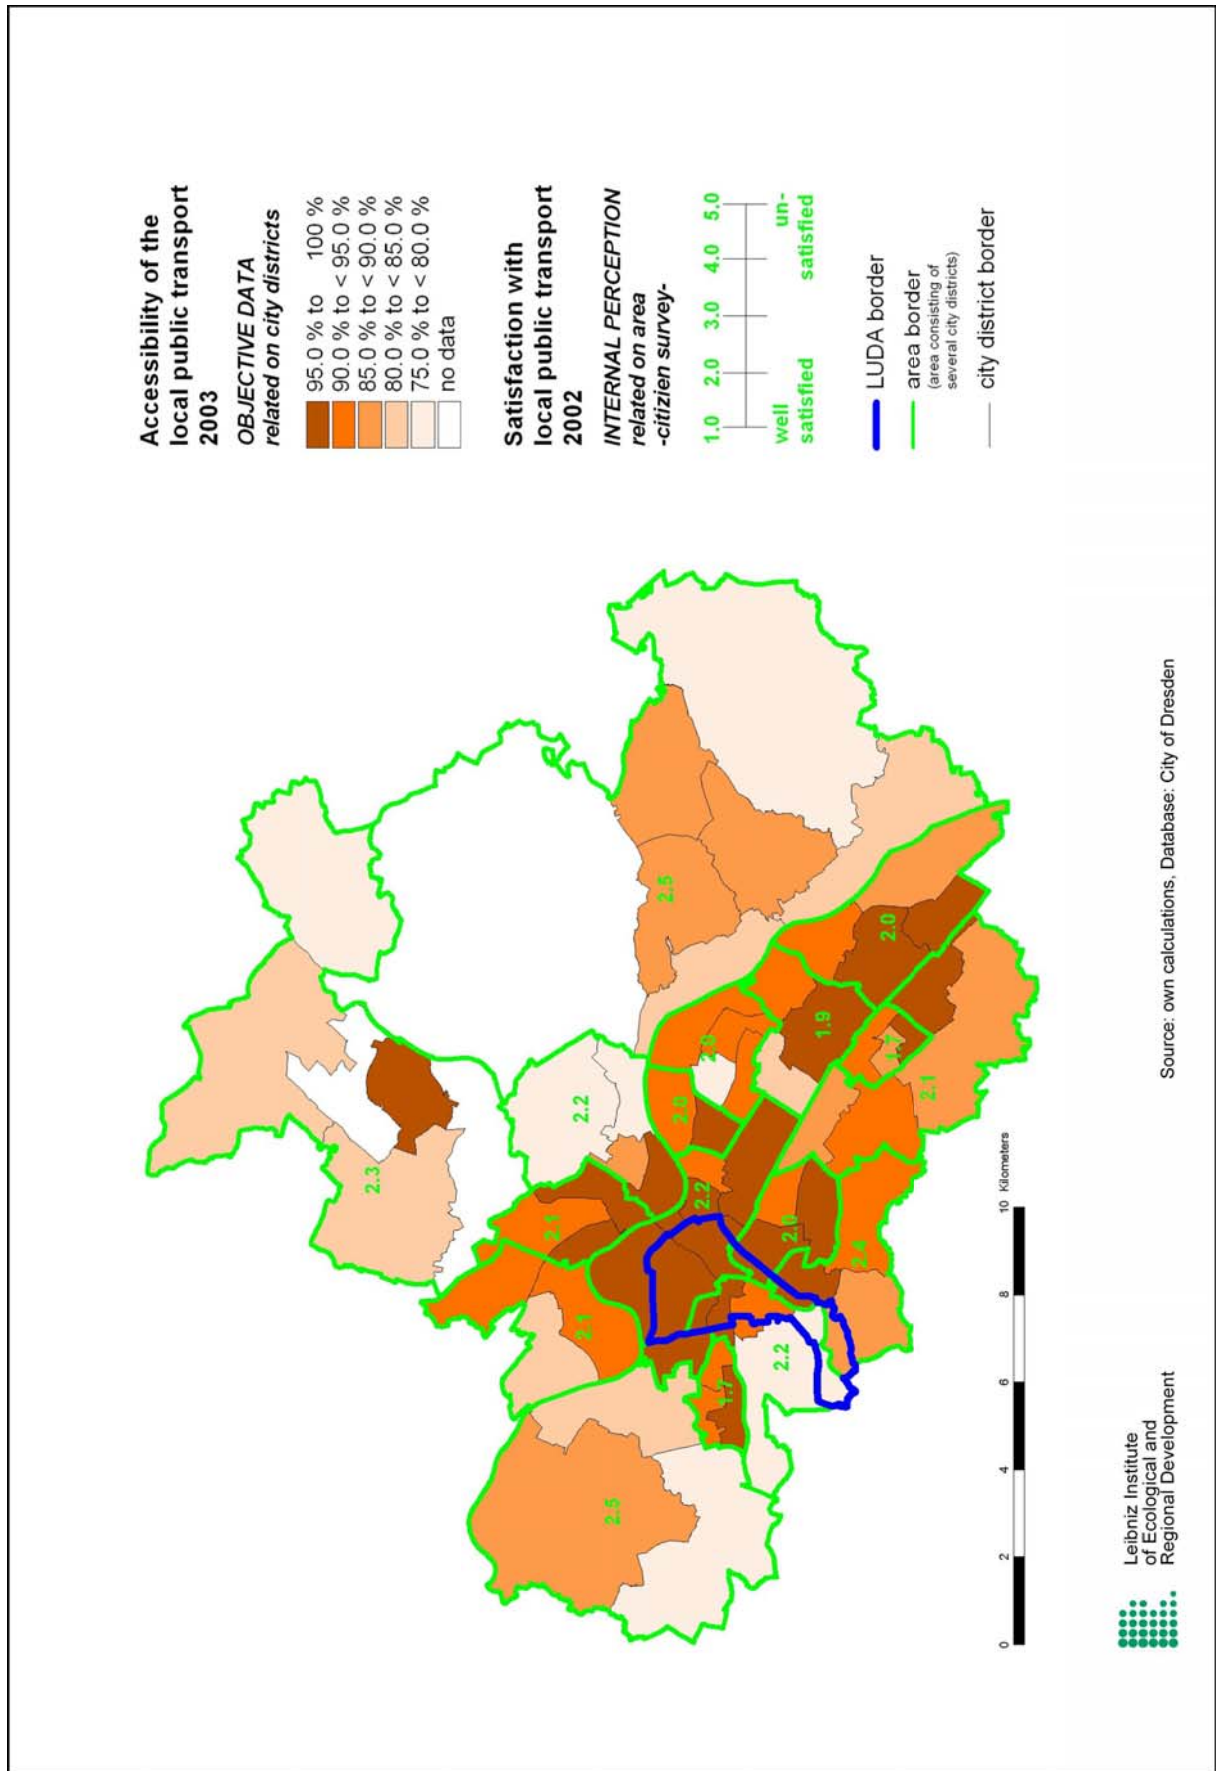 Accessibility of the
local public transport
2003
OBJECTIVE DATA
related on city districts
95.0 % to 100 %
90.0 % to < 95.0 %
85.0 % to < 90.0 %
80.0 % to < 85.0 %
75.0 % to < 80.0 %
no data
Satisfaction with
local public transport
2002
INTERNAL PERCEPTION
related on area
-citizien survey-
1.0 2.0 3.0 4.0 5.0
well un-
satisfied satisfied
LUDA border
area border
(area consisting of
several city districts)
city district border
2.3
2.1
2.2
2.5
2.1
2.5
2.0
2.0
2.2
1.7
2.2
2.0
1.9
2.0
1.7
2.4
2.1
0 2 4 6 8 10 Kilometers
Leibniz Institute
of Ecological and
Regional Development
Source: own calculations, Database: City of Dresden